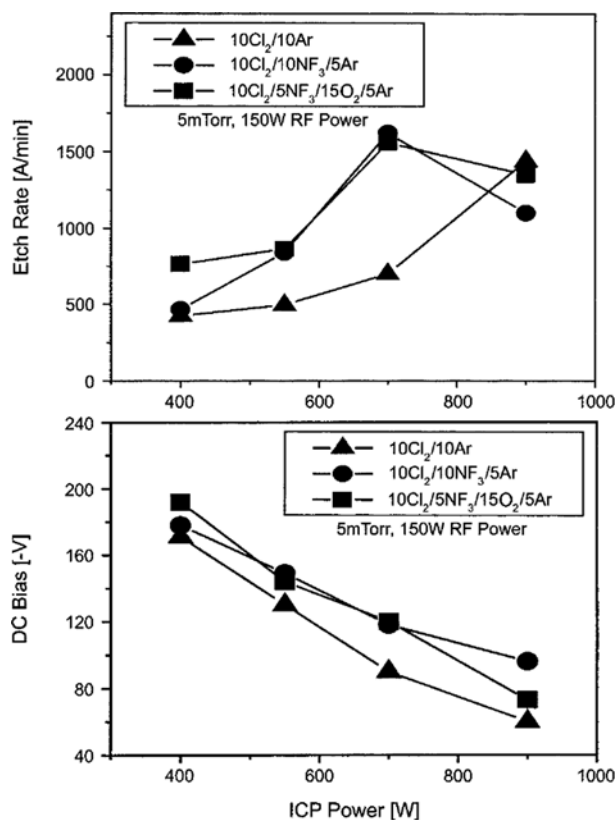 10Cl₂/10Ar
10Cl₂/10NF₃/5Ar
10Cl₂/5NF₃/15O₂/5Ar
5mTorr, 150W RF Power
Etch Rate [A/min]
2000
1500
1000
500
0
400
600
800
1000
10Cl₂/10Ar
10Cl₂/10NF₃/5Ar
10Cl₂/5NF₃/15O₂/5Ar
5mTorr, 150W RF Power
DC Bias [-V]
240
200
160
120
80
40
400
600
800
1000
ICP Power [W]